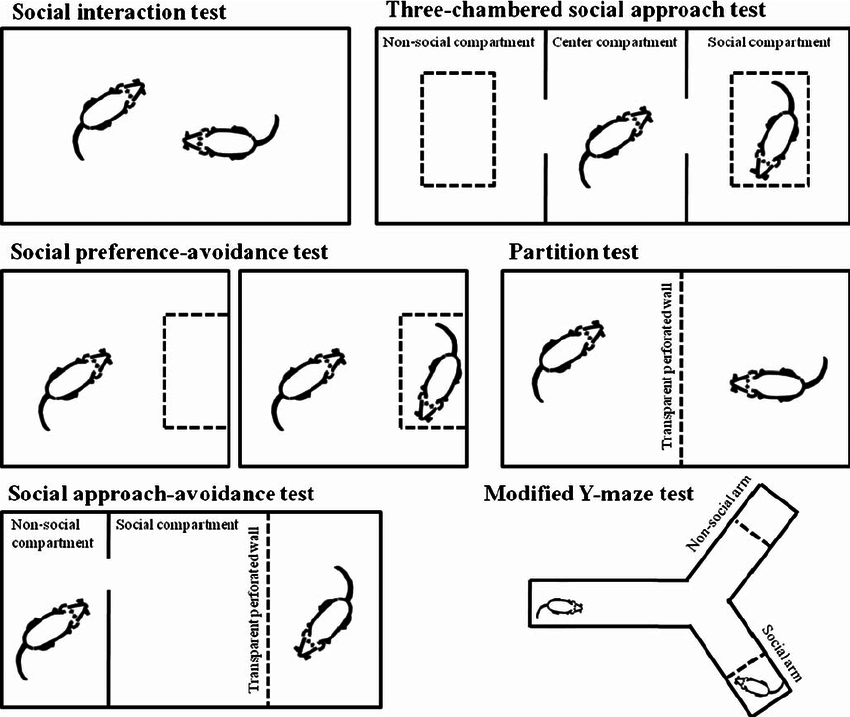 Social interaction test
Three-chambered social approach test
Non-social compartment
Center compartment
Social compartment
Social preference-avoidance test
Partition test
Transparent perforated wall
Social approach-avoidance test
Non-social
compartment
Social compartment
Transparent perforated wall
Modified Y-maze test
Non-social arm
Social arm